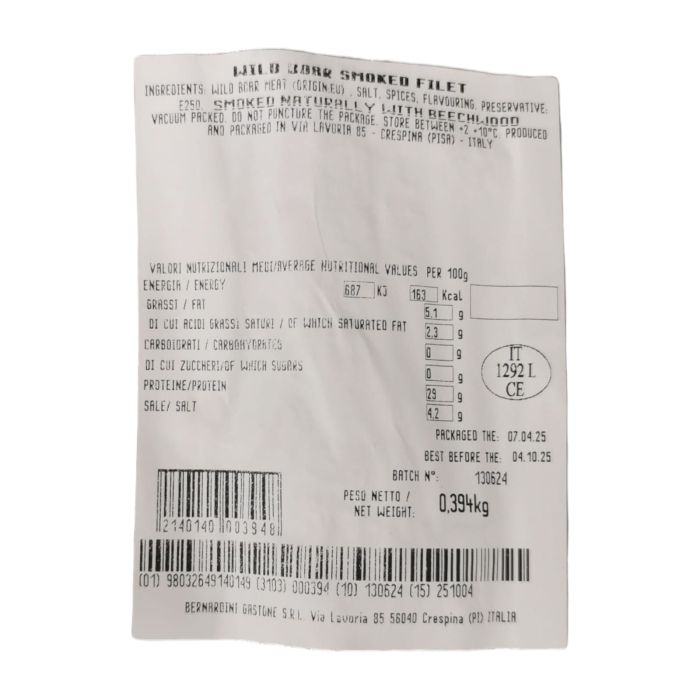 WILD BOAR SMOKED FILET
INGREDIENTS: WILD BOAR MEAT (ORIGIN:EU), SALT, SPICES, FLAVOURING, PRESERVATIVE:
E250. SMOKED NATURALLY WITH BEECHWOOD
VACUUM PACKED. DO NOT PUNCTURE THE PACKAGE. STORE BETWEEN +2 +10°C. PRODUCED
AND PACKAGED IN VIA LAVORIA 85 - CRESPINA (PISA) - ITALY
VALORI NUTRIZIONALI MEDI/AVERAGE NUTRITIONAL VALUES PER 100g
ENERGIA / ENERGY 687 KJ 163 Kcal
GRASSI / FAT 5.1 g
DI CUI ACIDI GRASSI SATURI / OF WHICH SATURATED FAT 2,3 g
CARBOIDRATI / CARBOHYDRATES 0 g
DI CUI ZUCCHERI/OF WHICH SUGARS 0 g
PROTEINE/PROTEIN 29 g
SALE/ SALT 4,2 g
IT
1292 L
CE
PACKAGED THE: 07.04.25
BEST BEFORE THE: 04.10.25
BATCH N°: 130624
PESO NETTO /
NET WEIGHT: 0,394kg
2140140 003948
(01) 98032649140149 (3103) 000394 (10) 130624 (15) 251004
BERNARDINI GASTONE S.R.L. Via Lavoria 85 56040 Crespina (PI) ITALIA